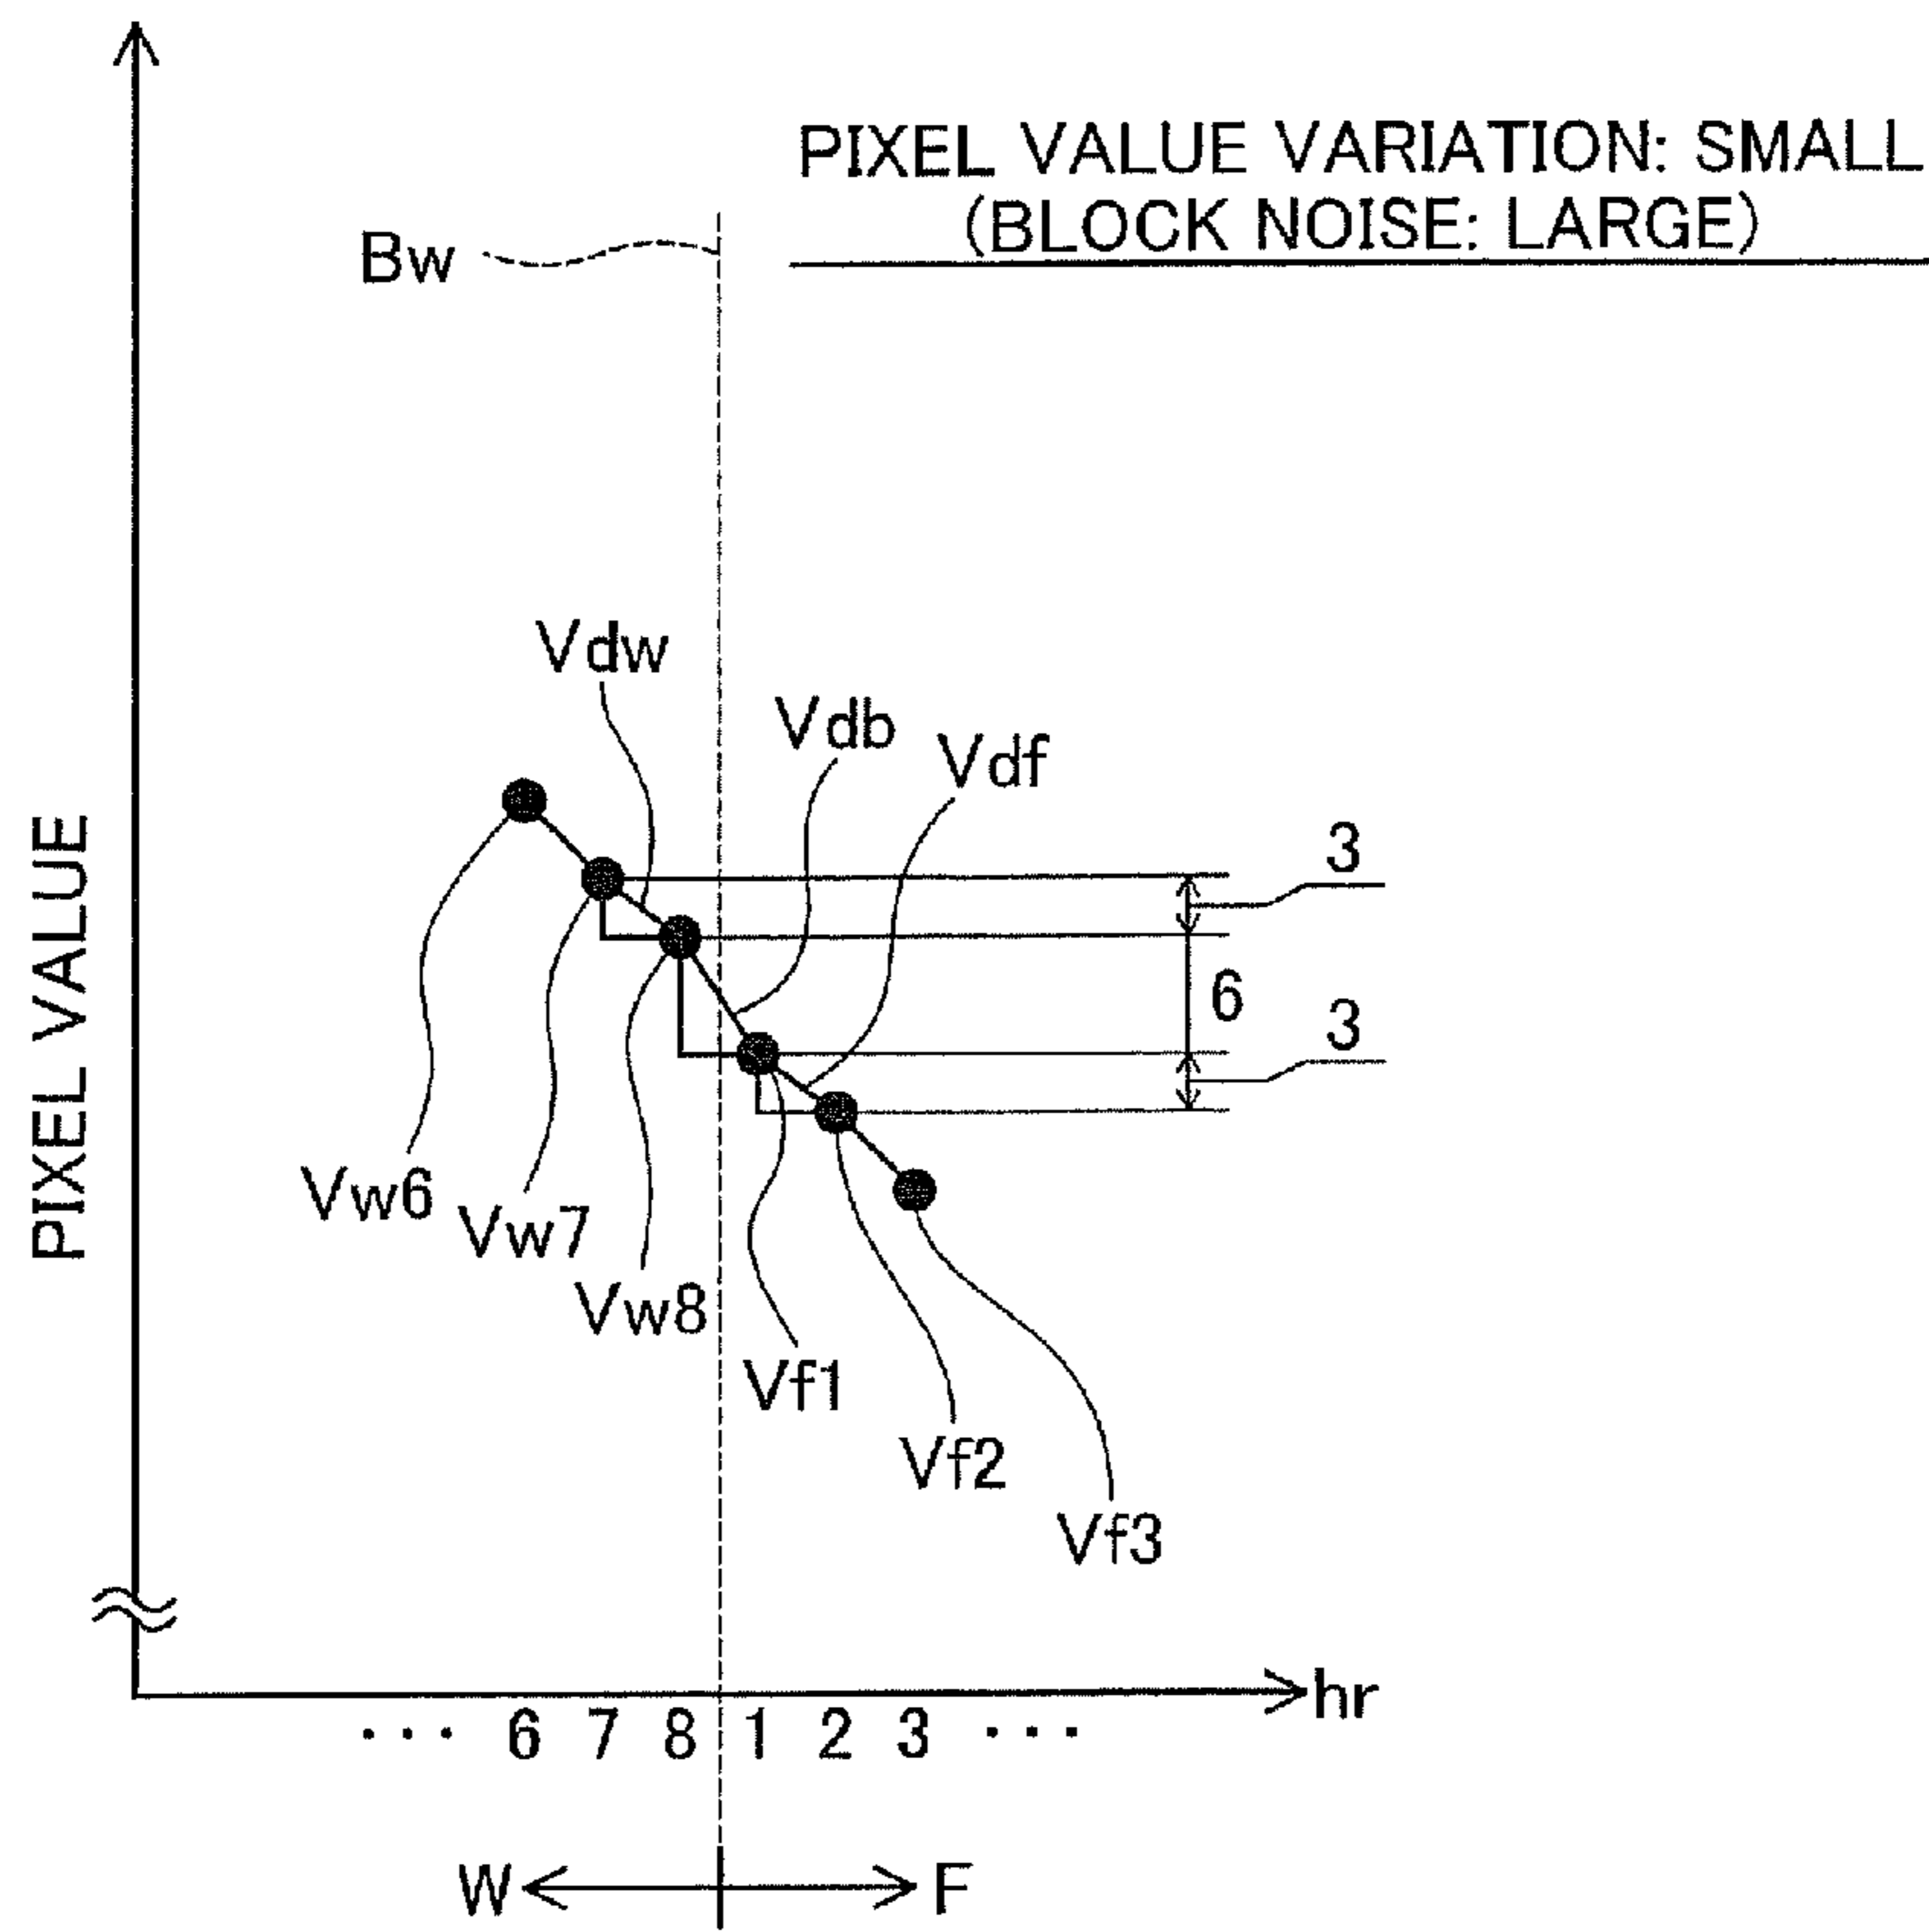 PIXEL VALUE VARIATION: SMALL
(BLOCK NOISE: LARGE)
Bw
Vdw
Vdb
Vdf
3
6
3
PIXEL VALUE
Vw6
Vw7
Vw8
Vf1
Vf2
Vf3
hr
··· 6 7 8 1 2 3 ···
W F